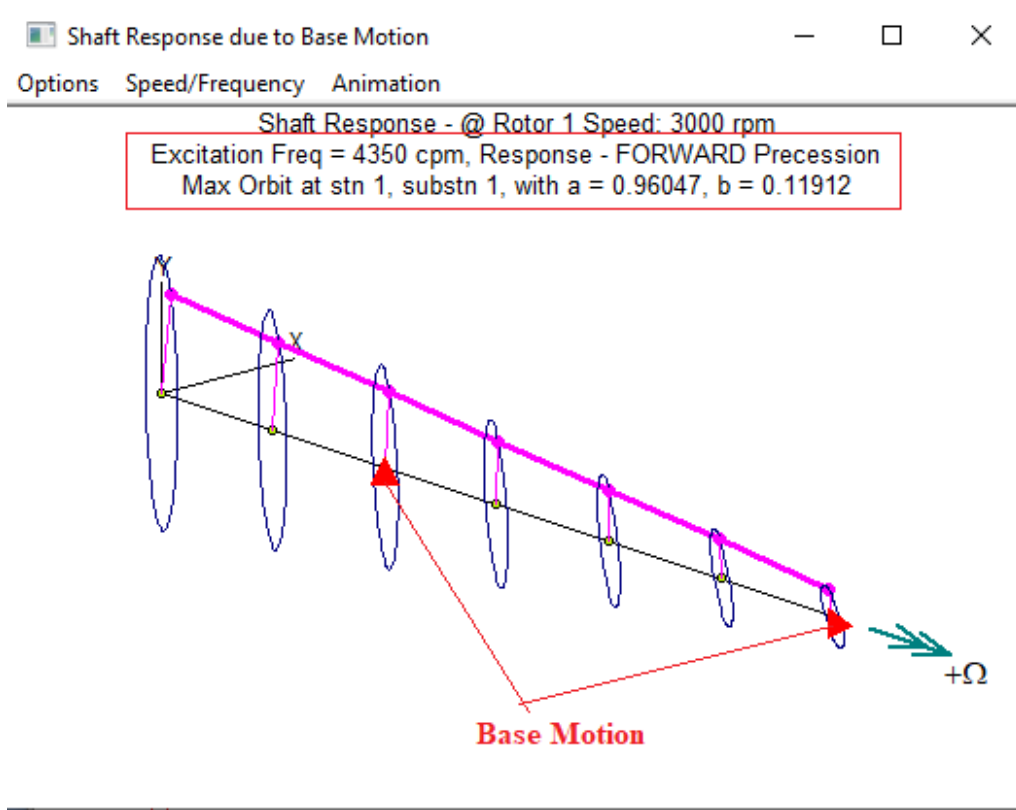 Shaft Response due to Base Motion
Options Speed/Frequency Animation
Shaft Response - @ Rotor 1 Speed: 3000 rpm
Excitation Freq = 4350 cpm, Response - FORWARD Precession
Max Orbit at stn 1, substn 1, with a = 0.96047, b = 0.11912
Y
X
+Ω
Base Motion